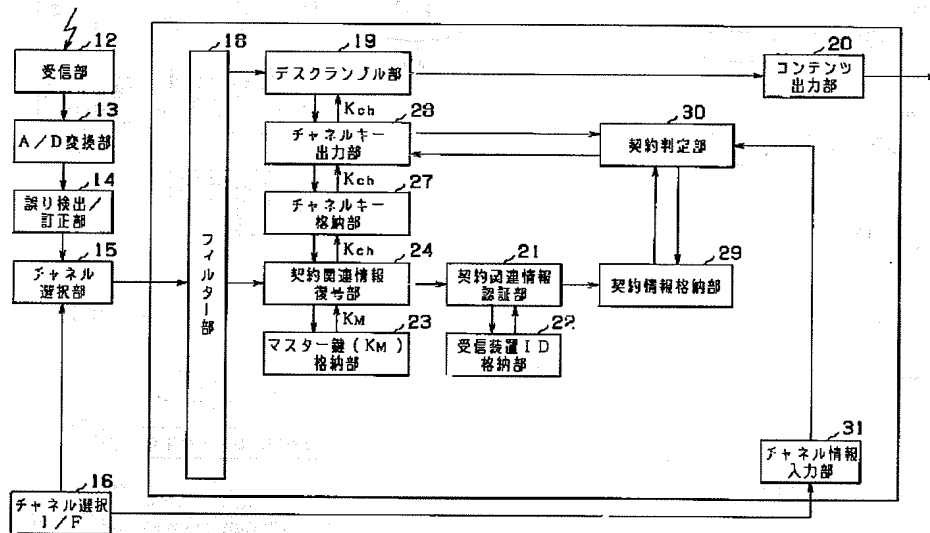 12
受信部
13
A/D変換部
14
誤り検出/
訂正部
15
チャネル
選択部
16
チャネル選択
I/F
18
フィルター部
19
デスクランブル部
20
コンテンツ
出力部
Kch
28
チャネルキー
出力部
30
契約判定部
Kch
27
チャネルキー
格納部
Kch
24
契約関連情報
復号部
21
契約関連情報
認証部
29
契約情報格納部
KM
23
マスター鍵(KM)
格納部
22
受信装置ID
格納部
31
チャネル情報
入力部